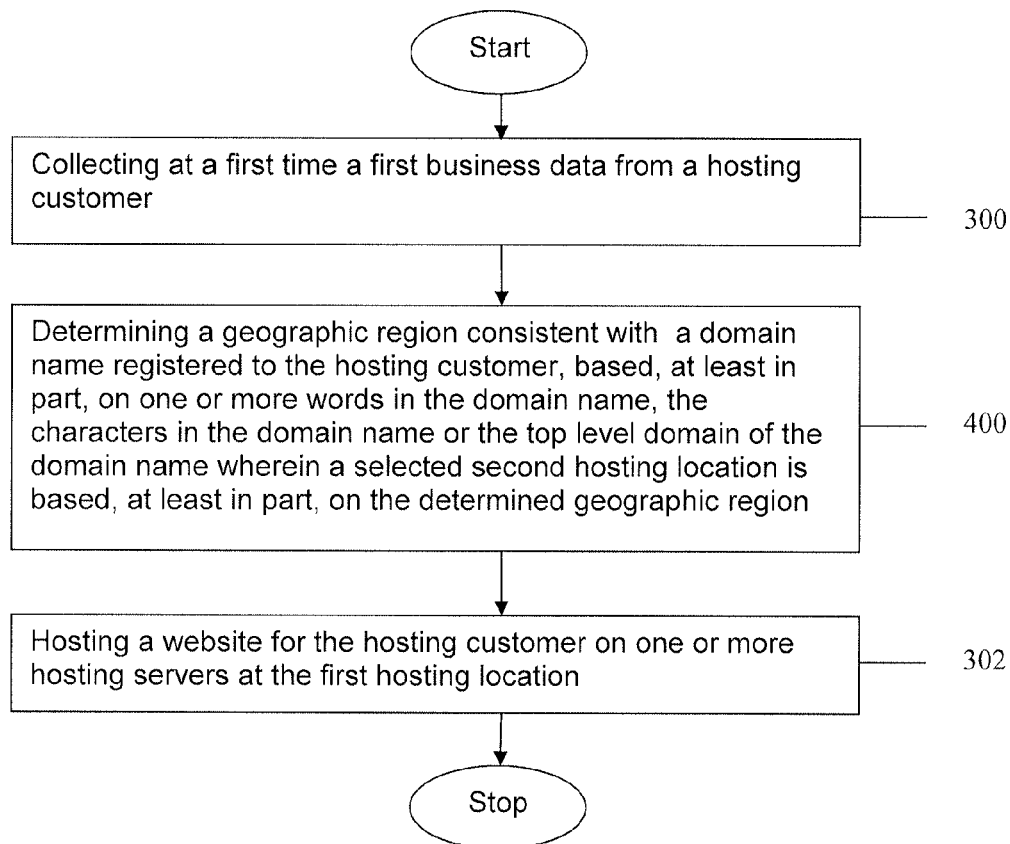 Start
Collecting at a first time a first business data from a hosting
customer
300
Determining a geographic region consistent with a domain
name registered to the hosting customer, based, at least in
part, on one or more words in the domain name, the
characters in the domain name or the top level domain of the
domain name wherein a selected second hosting location is
based, at least in part, on the determined geographic region
400
Hosting a website for the hosting customer on one or more
hosting servers at the first hosting location
302
Stop